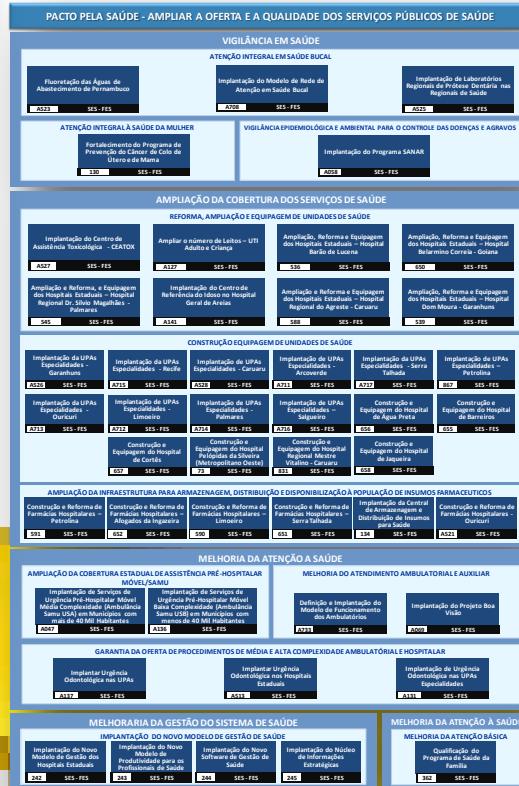 PACTO PELA SAÚDE - AMPLIAR A OFERTA E A QUALIDADE DOS SERVIÇOS PÚBLICOS DE SAÚDE
VIGILÂNCIA EM SAÚDE
ATENÇÃO INTEGRAL EM SAÚDE BUCAL
Fluoretação das Águas de
Abastecimento de Pernambuco
A523 SES - FES
Implantação do Modelo de Rede de
Atenção em Saúde Bucal
A708 SES - FES
Implantação de Laboratórios
Regionais de Prótese Dentária nas
Regionais de Saúde
A525 SES - FES
ATENÇÃO INTEGRAL À SAÚDE DA MULHER
Fortalecimento do Programa de
Prevenção do Câncer de Colo de
Útero e de Mama
130 SES - FES
VIGILÂNCIA EPIDEMIOLÓGICA E AMBIENTAL PARA O CONTROLE DAS DOENÇAS E AGRAVOS
Implantação do Programa SANAR
A058 SES - FES
AMPLIAÇÃO DA COBERTURA DOS SERVIÇOS DE SAÚDE
REFORMA, AMPLIAÇÃO E EQUIPAGEM DE UNIDADES DE SAÚDE
Implantação do Centro de
Assistência Toxicológica - CEATOX
A527 SES - FES
Ampliar o número de Leitos – UTI
Adulto e Criança
A127 SES - FES
Ampliação, Reforma e Equipagem
dos Hospitais Estaduais – Hospital
Barão de Lucena
536 SES - FES
Ampliação, Reforma e Equipagem
dos Hospitais Estaduais – Hospital
Belarmino Correia - Goiana
650 SES - FES
Ampliação e Reforma, e Equipagem
dos Hospitais Estaduais – Hospital
Regional Dr. Silvio Magalhães -
Palmares
545 SES - FES
Implantação do Centro de
Referência do Idoso no Hospital
Geral de Areias
A141 SES - FES
Ampliação, Reforma e Equipagem
dos Hospitais Estaduais – Hospital
Regional do Agreste - Caruaru
588 SES - FES
Ampliação, Reforma e Equipagem
dos Hospitais Estaduais – Hospital
Dom Moura - Garanhuns
539 SES - FES
CONSTRUÇÃO EQUIPAGEM DE UNIDADES DE SAÚDE
Implantação da UPAs
Especialidades -
Garanhuns
A526 SES - FES
Implantação da UPAs
Especialidades - Recife
A715 SES - FES
Implantação da UPAs
Especialidades - Caruaru
A528 SES - FES
Implantação da UPAs
Especialidades -
Arcoverde
A711 SES - FES
Implantação da UPAs
Especialidades - Serra
Talhada
A717 SES - FES
Implantação de UPAs
Especialidades –
Petrolina
867 SES - FES
Implantação da UPAs
Especialidades -
Ouricuri
A713 SES - FES
Implantação da UPAs
Especialidades -
Limoeiro
A712 SES - FES
Implantação da UPAs
Especialidades -
Palmares
A714 SES - FES
Implantação da UPAs
Especialidades –
Salgueiro
A716 SES - FES
Construção e
Equipagem do Hospital
de Água Preta
656 SES - FES
Construção e
Equipagem do Hospital
de Barreiros
655 SES - FES
Construção e
Equipagem do Hospital
de Cortês
657 SES - FES
Construção e
Equipagem do Hospital
Pelópidas da Silveira
(Metropolitano Oeste)
73 SES - FES
Construção e
Equipagem do Hospital
Regional Mestre
Vitalino - Caruaru
831 SES - FES
Construção e
Equipagem do Hospital
de Jaqueira
658 SES - FES
AMPLIAÇÃO DA INFRAESTRUTURA PARA ARMAZENAGEM, DISTRIBUIÇÃO E DISPONIBILIZAÇÃO À POPULAÇÃO DE INSUMOS FARMACEUTICOS
Construção e Reforma de
Farmácias Hospitalares –
Petrolina
591 SES - FES
Construção e Reforma de
Farmácias Hospitalares –
Afogados da Ingazeira
652 SES - FES
Construção e Reforma de
Farmácias Hospitalares –
Limoeiro
590 SES - FES
Construção e Reforma de
Farmácias Hospitalares –
Serra Talhada
651 SES - FES
Implantação da Central
de Armazenagem e
Distribuição de Insumos
para Saúde
134 SES - FES
Construção e Reforma de
Farmácias Hospitalares -
Ouricuri
A521 SES - FES
MELHORIA DA ATENÇÃO A SAÚDE
AMPLIAÇÃO DA COBERTURA ESTADUAL DE ASSISTÊNCIA PRÉ-HOSPITALAR
MÓVEL/SAMU
Implantação de Serviços de
Urgência Pré-Hospitalar Móvel
Média Complexidade (Ambulância
Samu USA) em Municípios com
mais de 40 Mil Habitantes
A047 SES - FES
Implantação de Serviços de
Urgência Pré-Hospitalar Móvel
Baixa Complexidade (Ambulância
Samu USB) em Municípios com
menos de 40 Mil Habitantes
A136 SES - FES
MELHORIA DO ATENDIMENTO AMBULATORIAL E AUXILIAR
Definição e Implantação do
Modelo de Funcionamento
dos Ambulatórios
SES - FES
Implantação do Projeto Boa
Visão
SES - FES
GARANTIA DA OFERTA DE PROCEDIMENTOS DE MÉDIA E ALTA COMPLEXIDADE AMBULATÓRIAL E HOSPITALAR
Implantar Urgência
Odontológica nas UPAs
A137 SES - FES
Implantar Urgência
Odontológica nos Hospitais
Estaduais
A513 SES - FES
Implantação de Urgência
Odontológica nas UPAs
Especialidades
A131 SES - FES
MELHORARIA DA GESTÃO DO SISTEMA DE SAÚDE
IMPLANTAÇÃO DO NOVO MODELO DE GESTÃO DE SAÚDE
Implantação do Novo
Modelo de Gestão dos
Hospitais Estaduais
242 SES - FES
Implantação do Novo
Modelo de
Produtividade para os
Profissionais de Saúde
243 SES - FES
Implantação do Novo
Software de Gestão de
Saúde
244 SES - FES
Implantação do Núcleo
de Informações
Estratégicas
245 SES - FES
MELHORIA DA ATENÇÃO À SAÚDE
MELHORIA DA ATENÇÃO BÁSICA
Qualificação do
Programa de Saúde da
Família
362 SES - FES